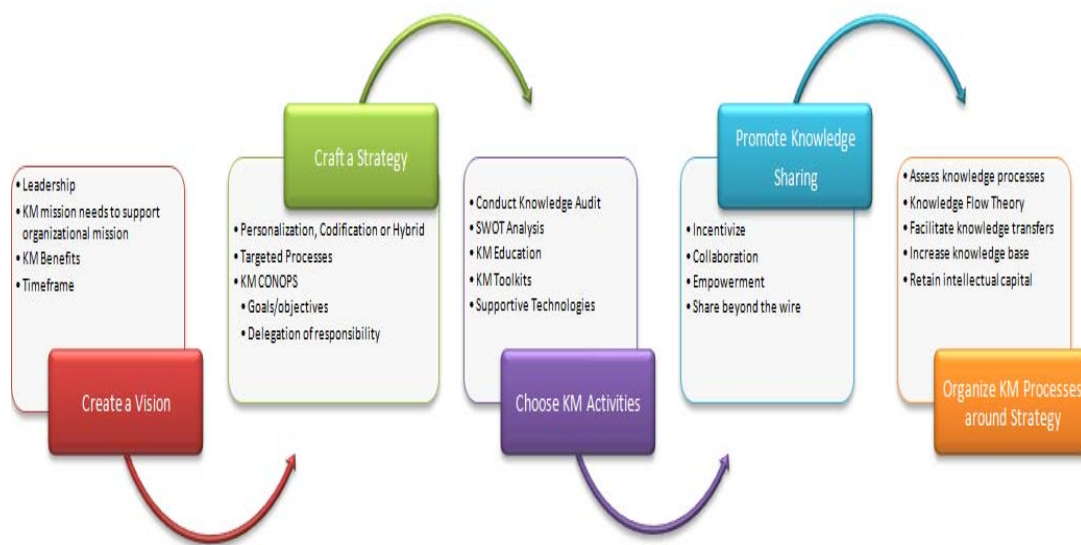 • Leadership
• KM mission needs to support
organizational mission
• KM Benefits
• Timeframe
Create a Vision
Craft a Strategy
• Personalization, Codification or Hybrid
• Targeted Processes
• KM CONOPS
• Goals/objectives
• Delegation of responsibility
• Conduct Knowledge Audit
• SWOT Analysis
• KM Education
• KM Toolkits
• Supportive Technologies
Choose KM Activities
Promote Knowledge
Sharing
• Incentivize
• Collaboration
• Empowerment
• Share beyond the wire
• Assess knowledge processes
• Knowledge Flow Theory
• Facilitate knowledge transfers
• Increase knowledge base
• Retain intellectual capital
Organize KM Processes
around Strategy